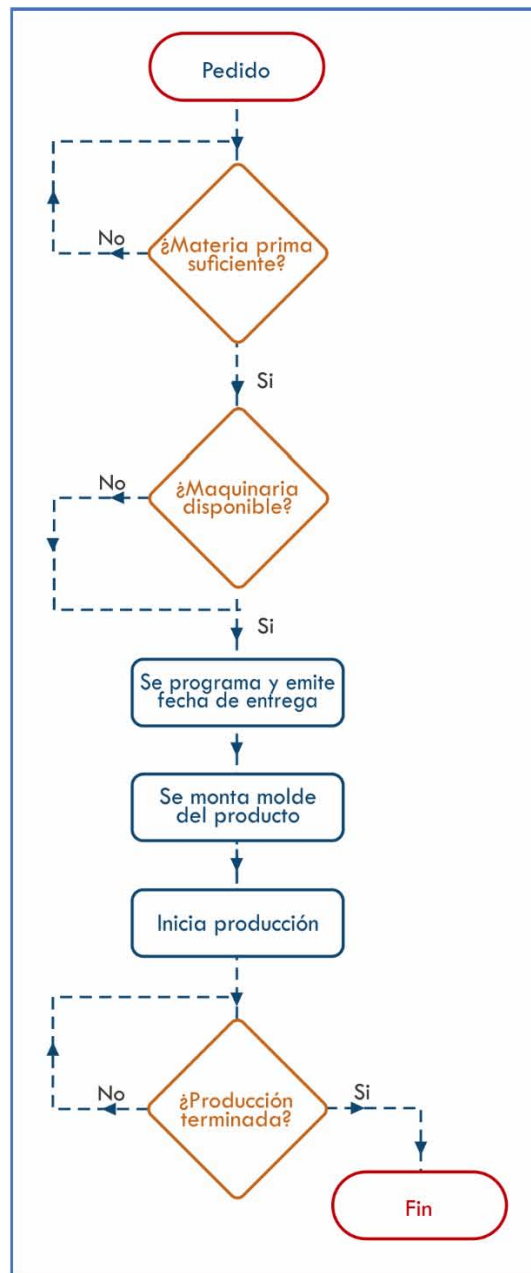 Pedido
No
¿Materia prima
suficiente?
Si
No
¿Maquinaria
disponible?
Si
Se programa y emite
fecha de entrega
Se monta molde
del producto
Inicia producción
No
¿Producción
terminada?
Si
Fin